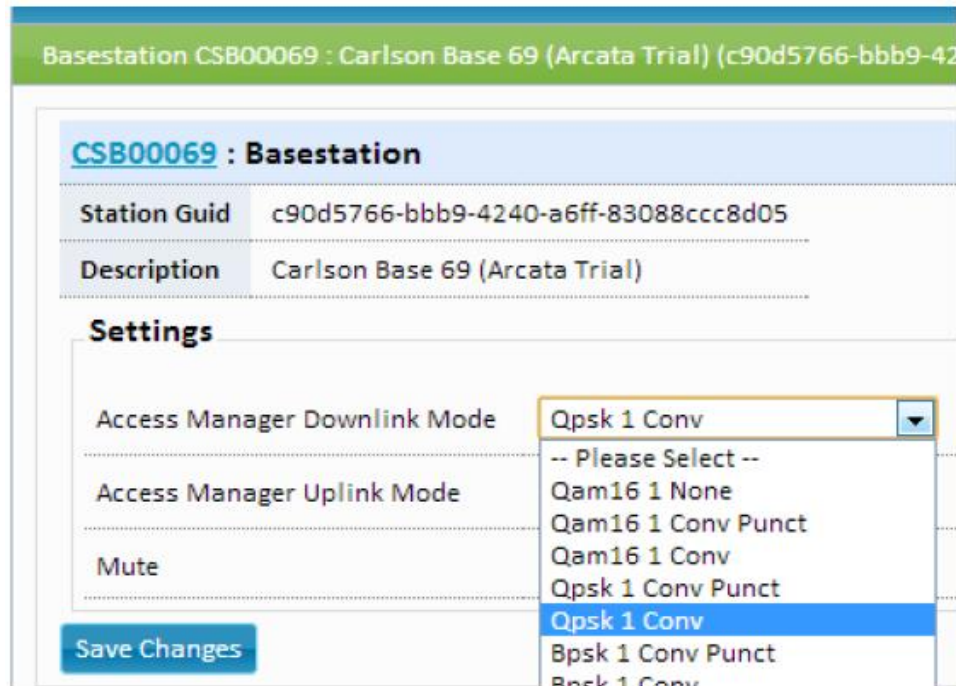 Basestation CSB00069 : Carlson Base 69 (Arcata Trial) (c90d5766-bbb9-42
CSB00069 : Basestation
Station Guid c90d5766-bbb9-4240-a6ff-83088ccc8d05
Description Carlson Base 69 (Arcata Trial)
Settings
Access Manager Downlink Mode Qpsk 1 Conv
-- Please Select --
Access Manager Uplink Mode Qam16 1 None
Qam16 1 Conv Punct
Qam16 1 Conv
Mute Qpsk 1 Conv Punct
Qpsk 1 Conv
Save Changes Bpsk 1 Conv Punct
Bpsk 1 Conv